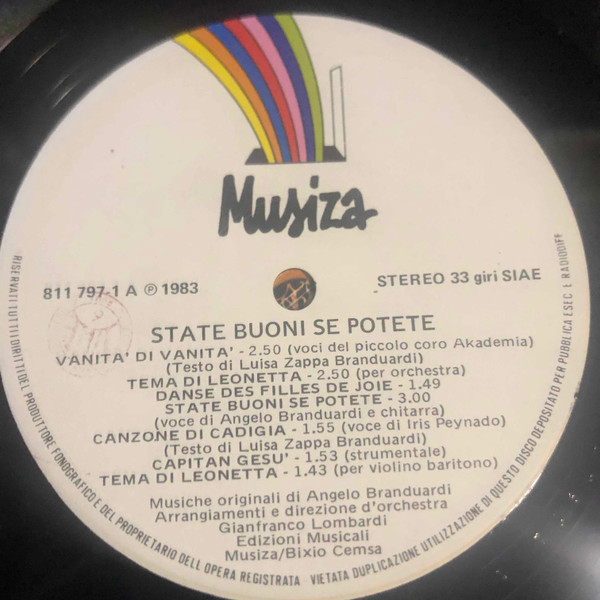 Musiza
811 797-1 A ℗ 1983
STEREO 33 giri SIAE
STATE BUONI SE POTETE
VANITA' DI VANITA' - 2.50 (voci del piccolo coro Akademia)
(Testo di Luisa Zappa Branduardi)
TEMA DI LEONETTA - 2.50 (per orchestra)
DANSE DES FILLES DE JOIE - 1.49
STATE BUONI SE POTETE - 3.00
(voce di Angelo Branduardi e chitarra)
CANZONE DI CADIGIA - 1.55 (voce di Iris Peynado)
(Testo di Luisa Zappa Branduardi)
CAPITAN GESU' - 1.53 (strumentale)
TEMA DI LEONETTA - 1.43 (per violino baritono)
Musiche originali di Angelo Branduardi
Arrangiamenti e direzione d'orchestra
Gianfranco Lombardi
Edizioni Musicali
Musiza/Bixio Cemsa
RISERVATI TUTTI I DIRITTI DEL PRODUTTORE FONOGRAFICO E DEL PROPRIETARIO DELL OPERA REGISTRATA - VIETATA DUPLICAZIONE UTILIZZAZIONE DI QUESTO DISCO DEPOSITATO PER PUBBLICA ESEC E RADIODIFF